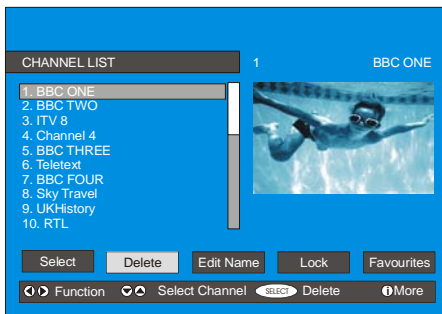 CHANNEL LIST
1 BBC ONE
1. BBC ONE
2. BBC TWO
3. ITV 8
4. Channel 4
5. BBC THREE
6. Teletext
7. BBC FOUR
8. Sky Travel
9. UKHistory
10. RTL
Select Delete Edit Name Lock Favourites
Function Select Channel SELECT Delete i More